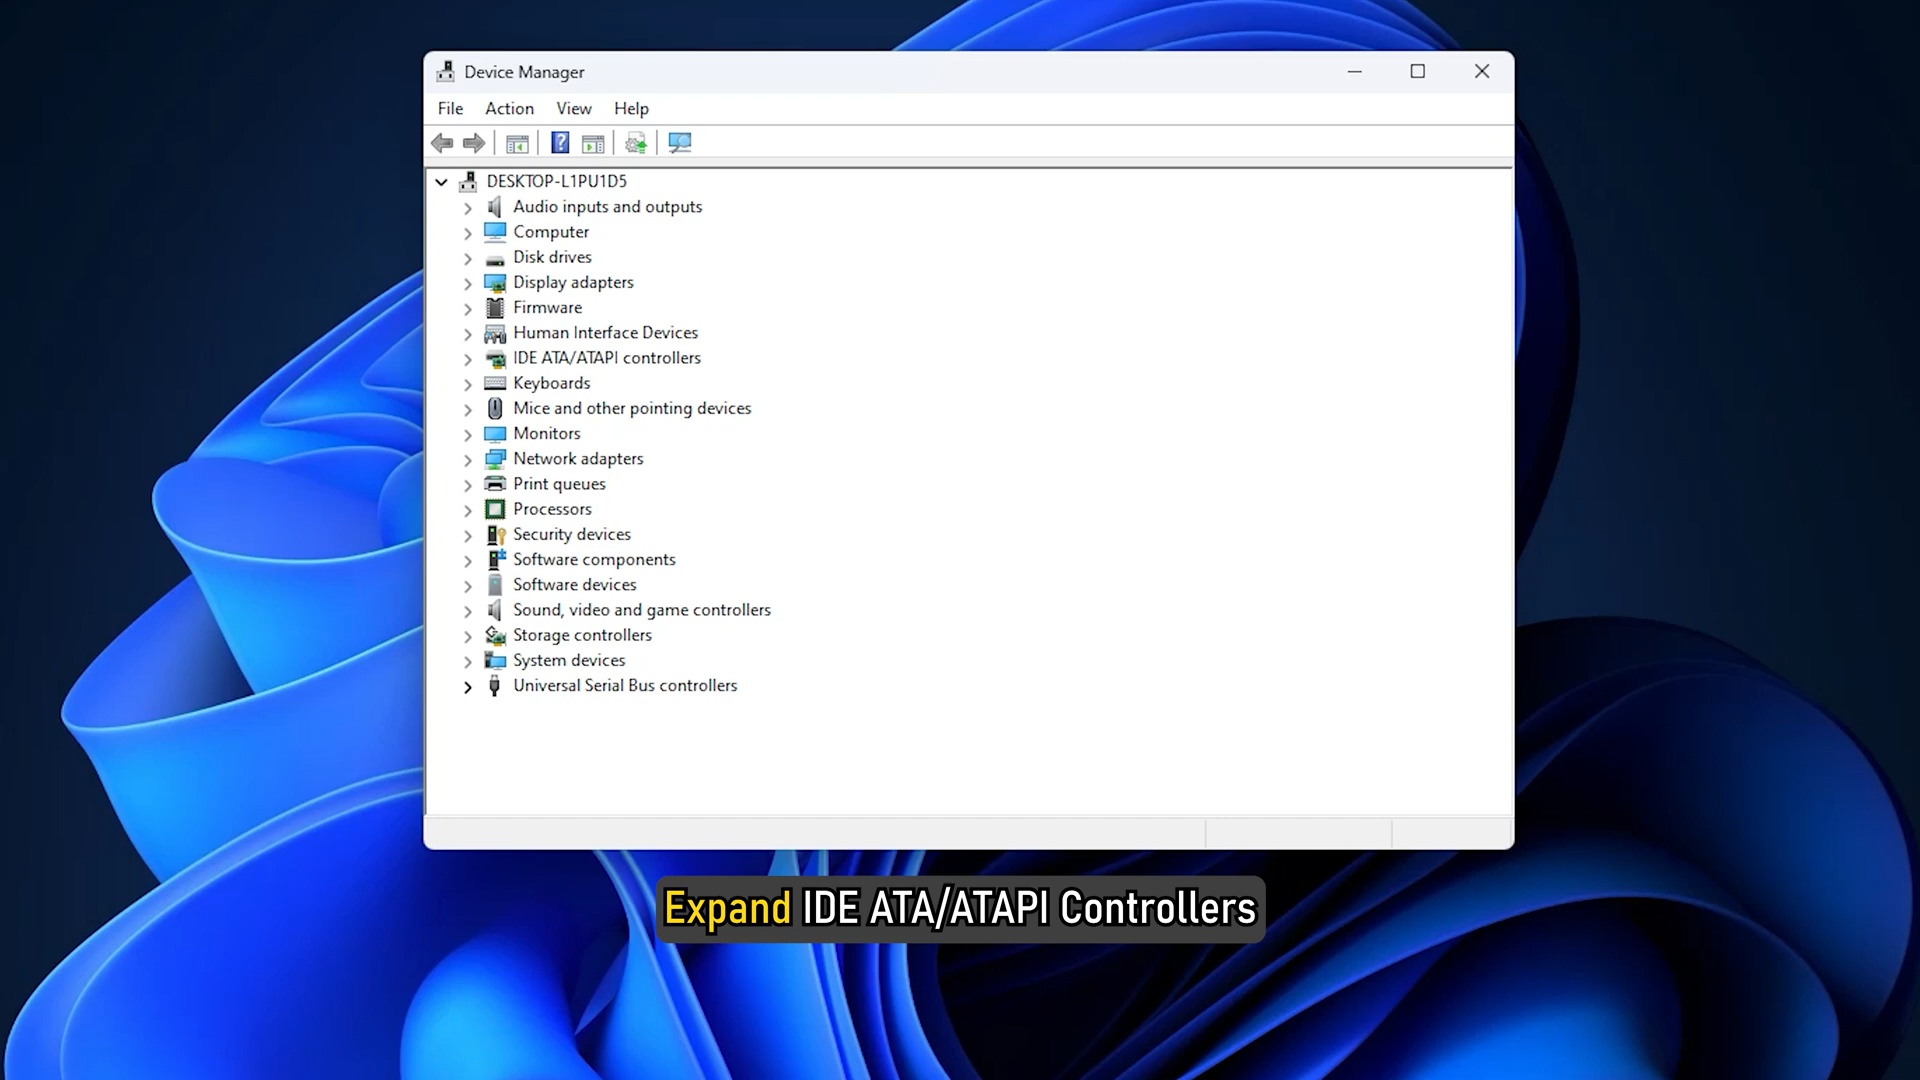 Device Manager
File Action View Help
DESKTOP-L1PU1D5
Audio inputs and outputs
Computer
Disk drives
Display adapters
Firmware
Human Interface Devices
IDE ATA/ATAPI controllers
Keyboards
Mice and other pointing devices
Monitors
Network adapters
Print queues
Processors
Security devices
Software components
Software devices
Sound, video and game controllers
Storage controllers
System devices
Universal Serial Bus controllers
Expand IDE ATA/ATAPI Controllers